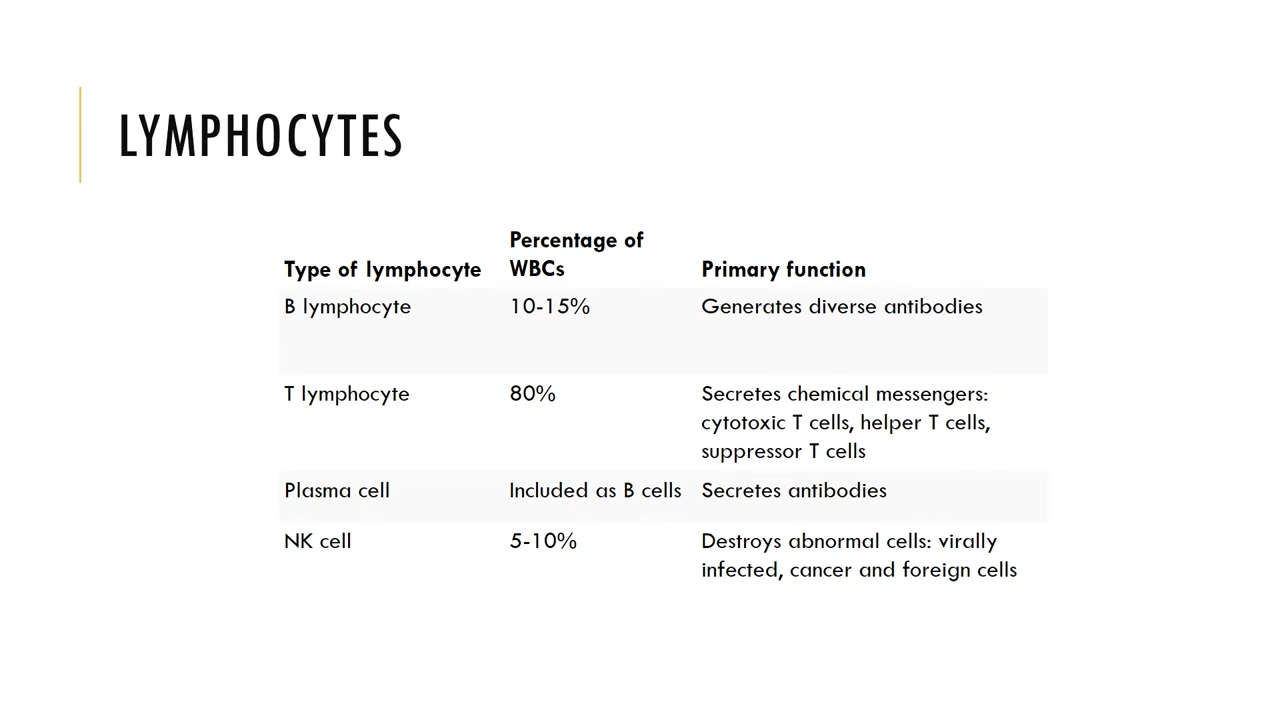 LYMPHOCYTES
Type of lymphocyte Percentage of WBCs Primary function
B lymphocyte 10-15% Generates diverse antibodies
T lymphocyte 80% Secretes chemical messengers:
cytotoxic T cells, helper T cells,
suppressor T cells
Plasma cell Included as B cells Secretes antibodies
NK cell 5-10% Destroys abnormal cells: virally
infected, cancer and foreign cells